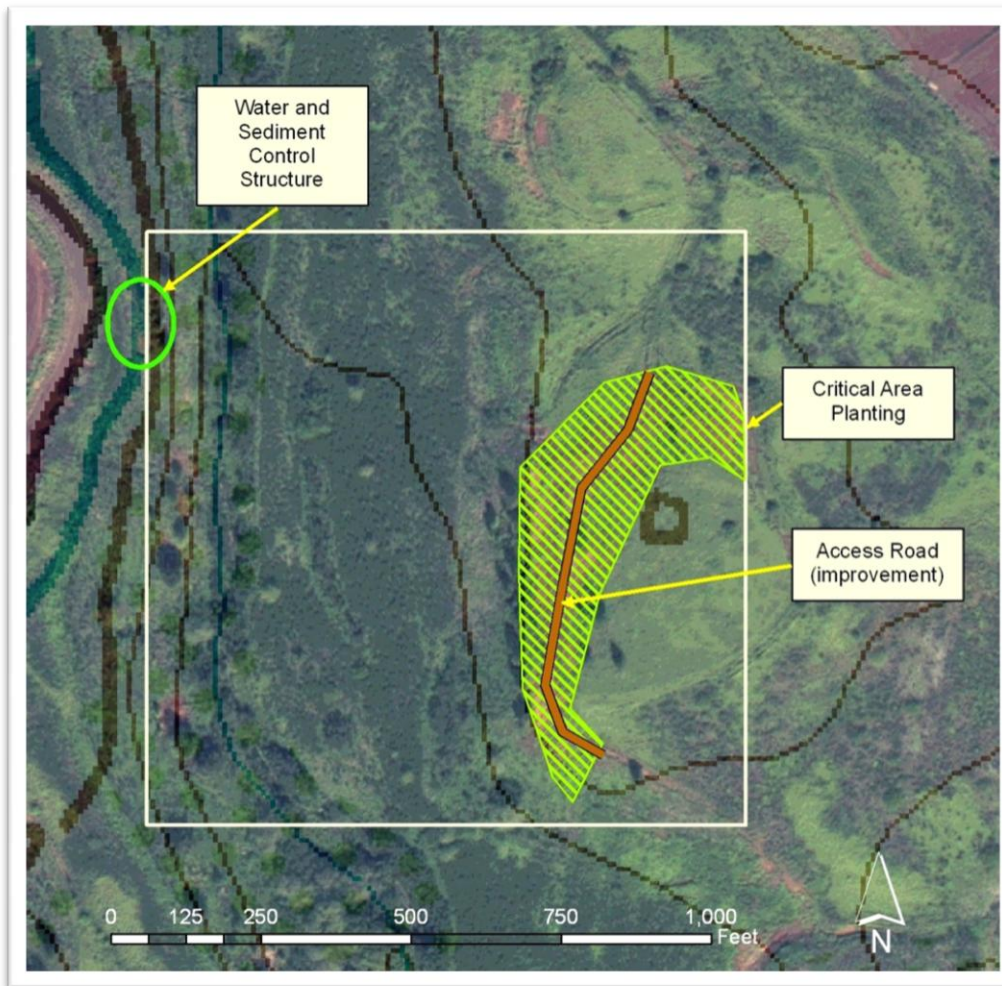 Water and
Sediment
Control
Structure
Critical Area
Planting
Access Road
(improvement)
0 125 250 500 750 1,000
Feet
N